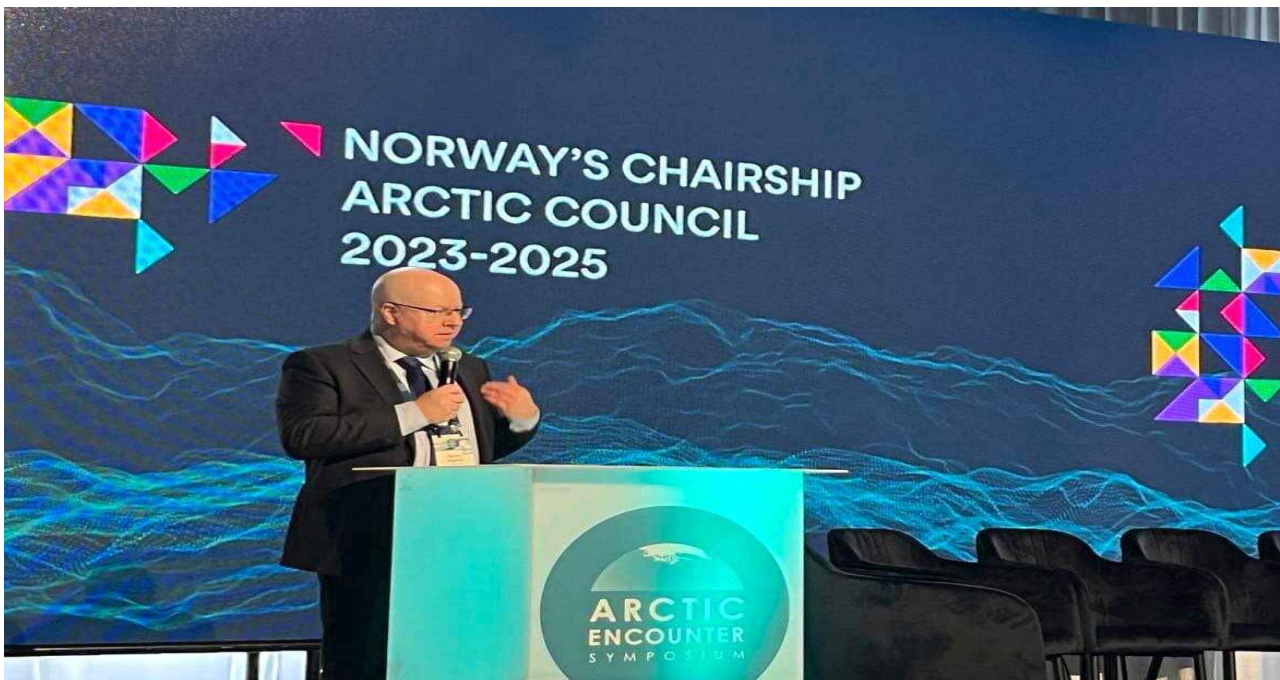 NORWAY'S CHAIRSHIP
ARCTIC COUNCIL
2023-2025
ARCTIC
ENCOUNTER
SYMPOSIUM